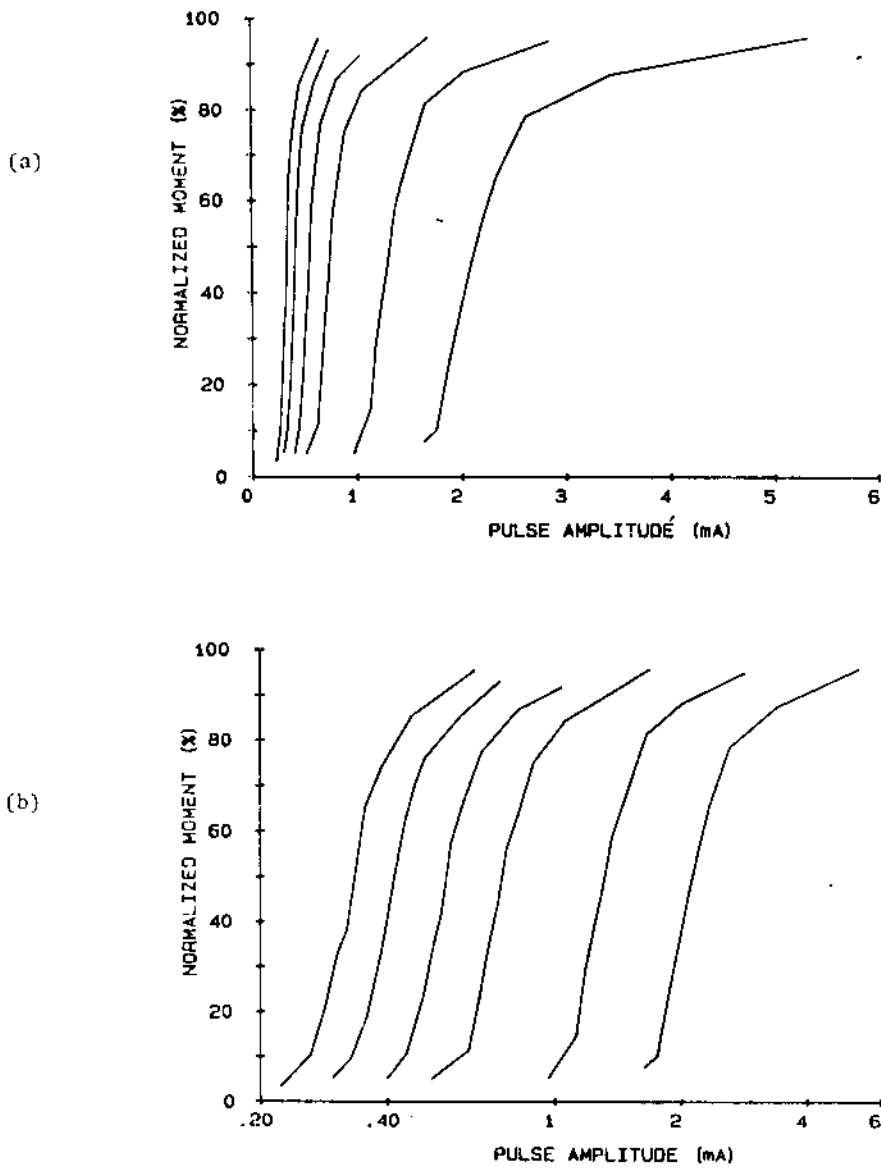 (a)
NORMALIZED MOMENT (%)
100
80
60
40
20
0
0 1 2 3 4 5 6
PULSE AMPLITUDE (mA)
(b)
NORMALIZED MOMENT (%)
100
80
60
40
20
0
.20 .40 1 2 4 6
PULSE AMPLITUDE (mA)